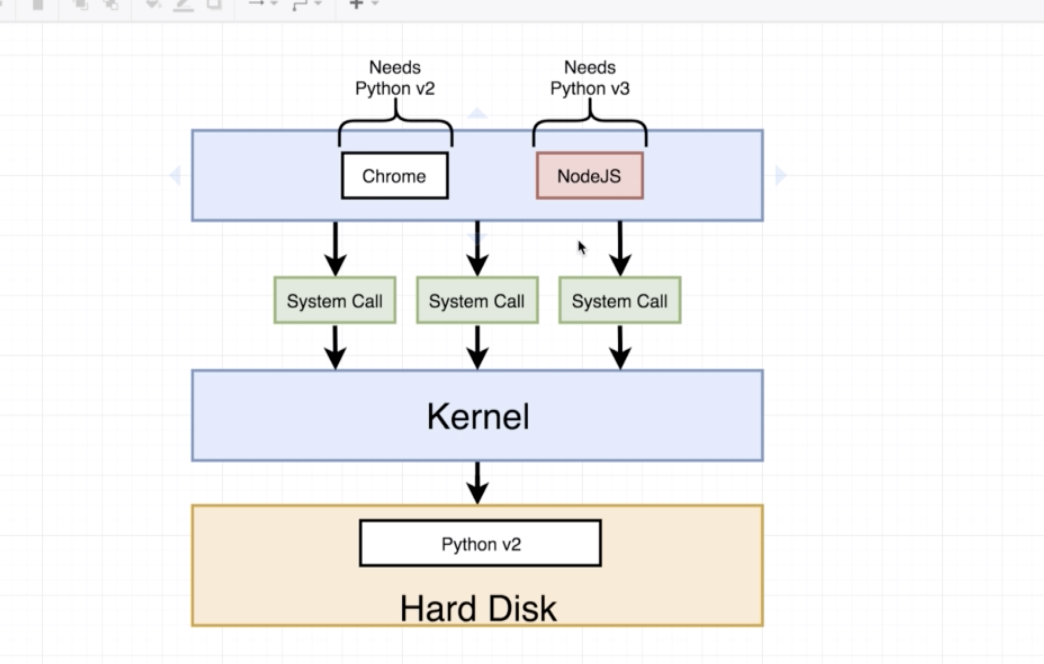 Needs
Python v2
Needs
Python v3
Chrome
NodeJS
System Call
System Call
System Call
Kernel
Python v2
Hard Disk